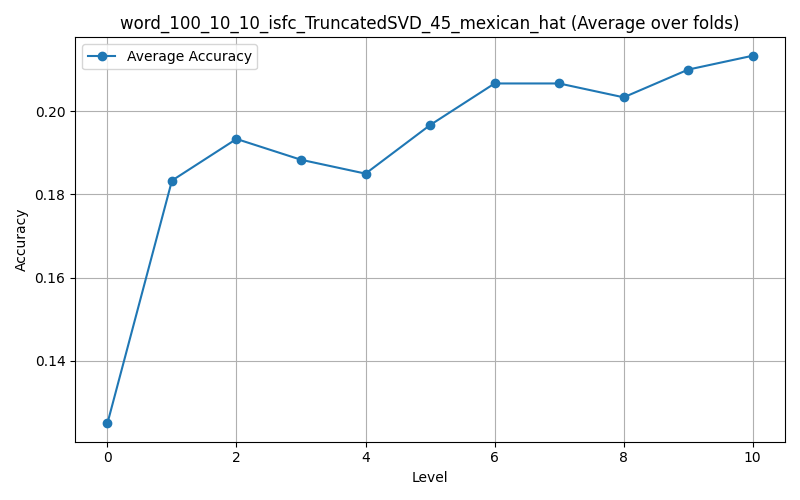 word_100_10_10_isfc_TruncatedSVD_45_mexican_hat (Average over folds)
Average Accuracy
0.20
0.18
0.16
0.14
Accuracy
0 2 4 6 8 10
Level